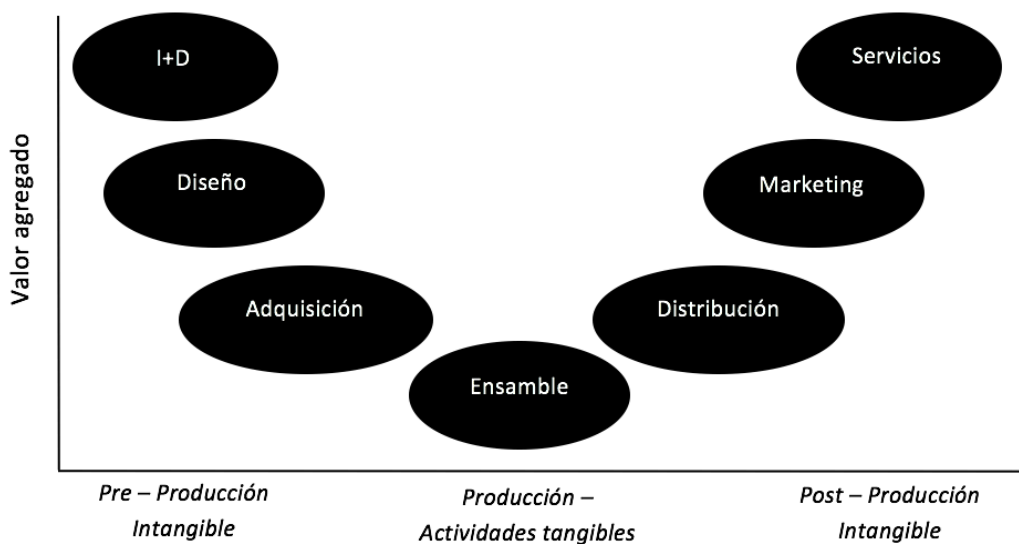 I+D
Servicios
Diseño
Marketing
Adquisición
Distribución
Ensamble
Valor agregado
Pre – Producción
Intangible
Producción –
Actividades tangibles
Post – Producción
Intangible